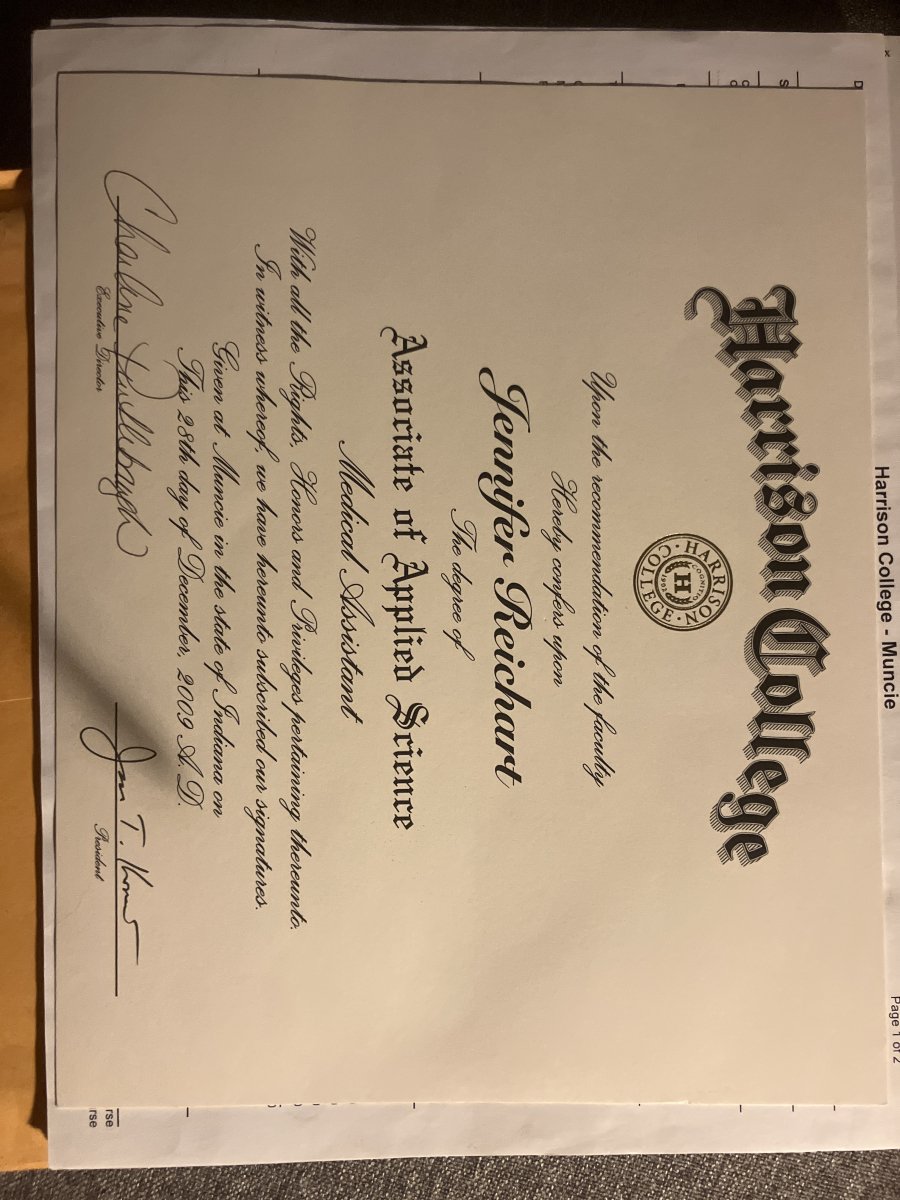 Harrison College - Muncie
Page 1 of 2
Harrison College
HARRISON
COLLEGE
H
Upon the recommendation of the faculty
Hereby confers upon
Jennifer Reichart
The degree of
Associate of Applied Science
Medical Assistant
With all the Rights, Honors and Privileges pertaining thereunto.
In witness whereof, we have hereunto subscribed our signatures.
Given at Muncie in the state of Indiana on
This 28th day of December, 2009 A.D.
Executive Director
President
rse
rse